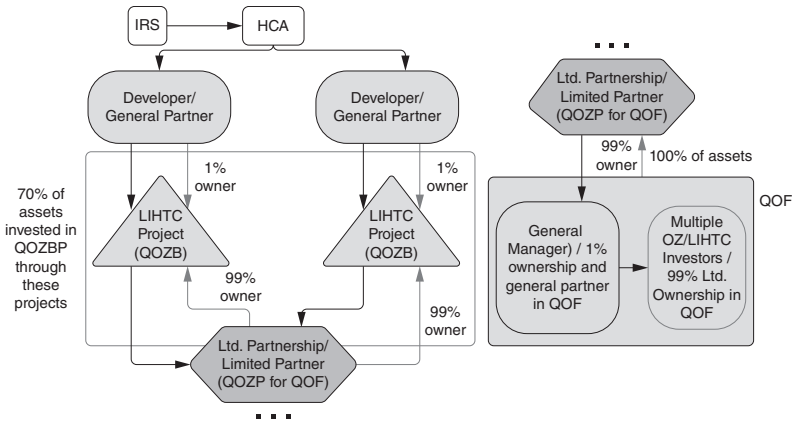 IRS
HCA
Developer/
General Partner
Developer/
General Partner
1%
owner
1%
owner
70% of
assets
invested in
QOZBP
through
these
projects
LIHTC
Project
(QOZB)
LIHTC
Project
(QOZB)
99%
owner
99%
owner
Ltd. Partnership/
Limited Partner
(QOZP for QOF)
Ltd. Partnership/
Limited Partner
(QOZP for QOF)
99%
owner
100% of assets
QOF
General
Manager) / 1%
ownership and
general partner
in QOF
Multiple
OZ/LIHTC
Investors /
99% Ltd.
Ownership in
QOF